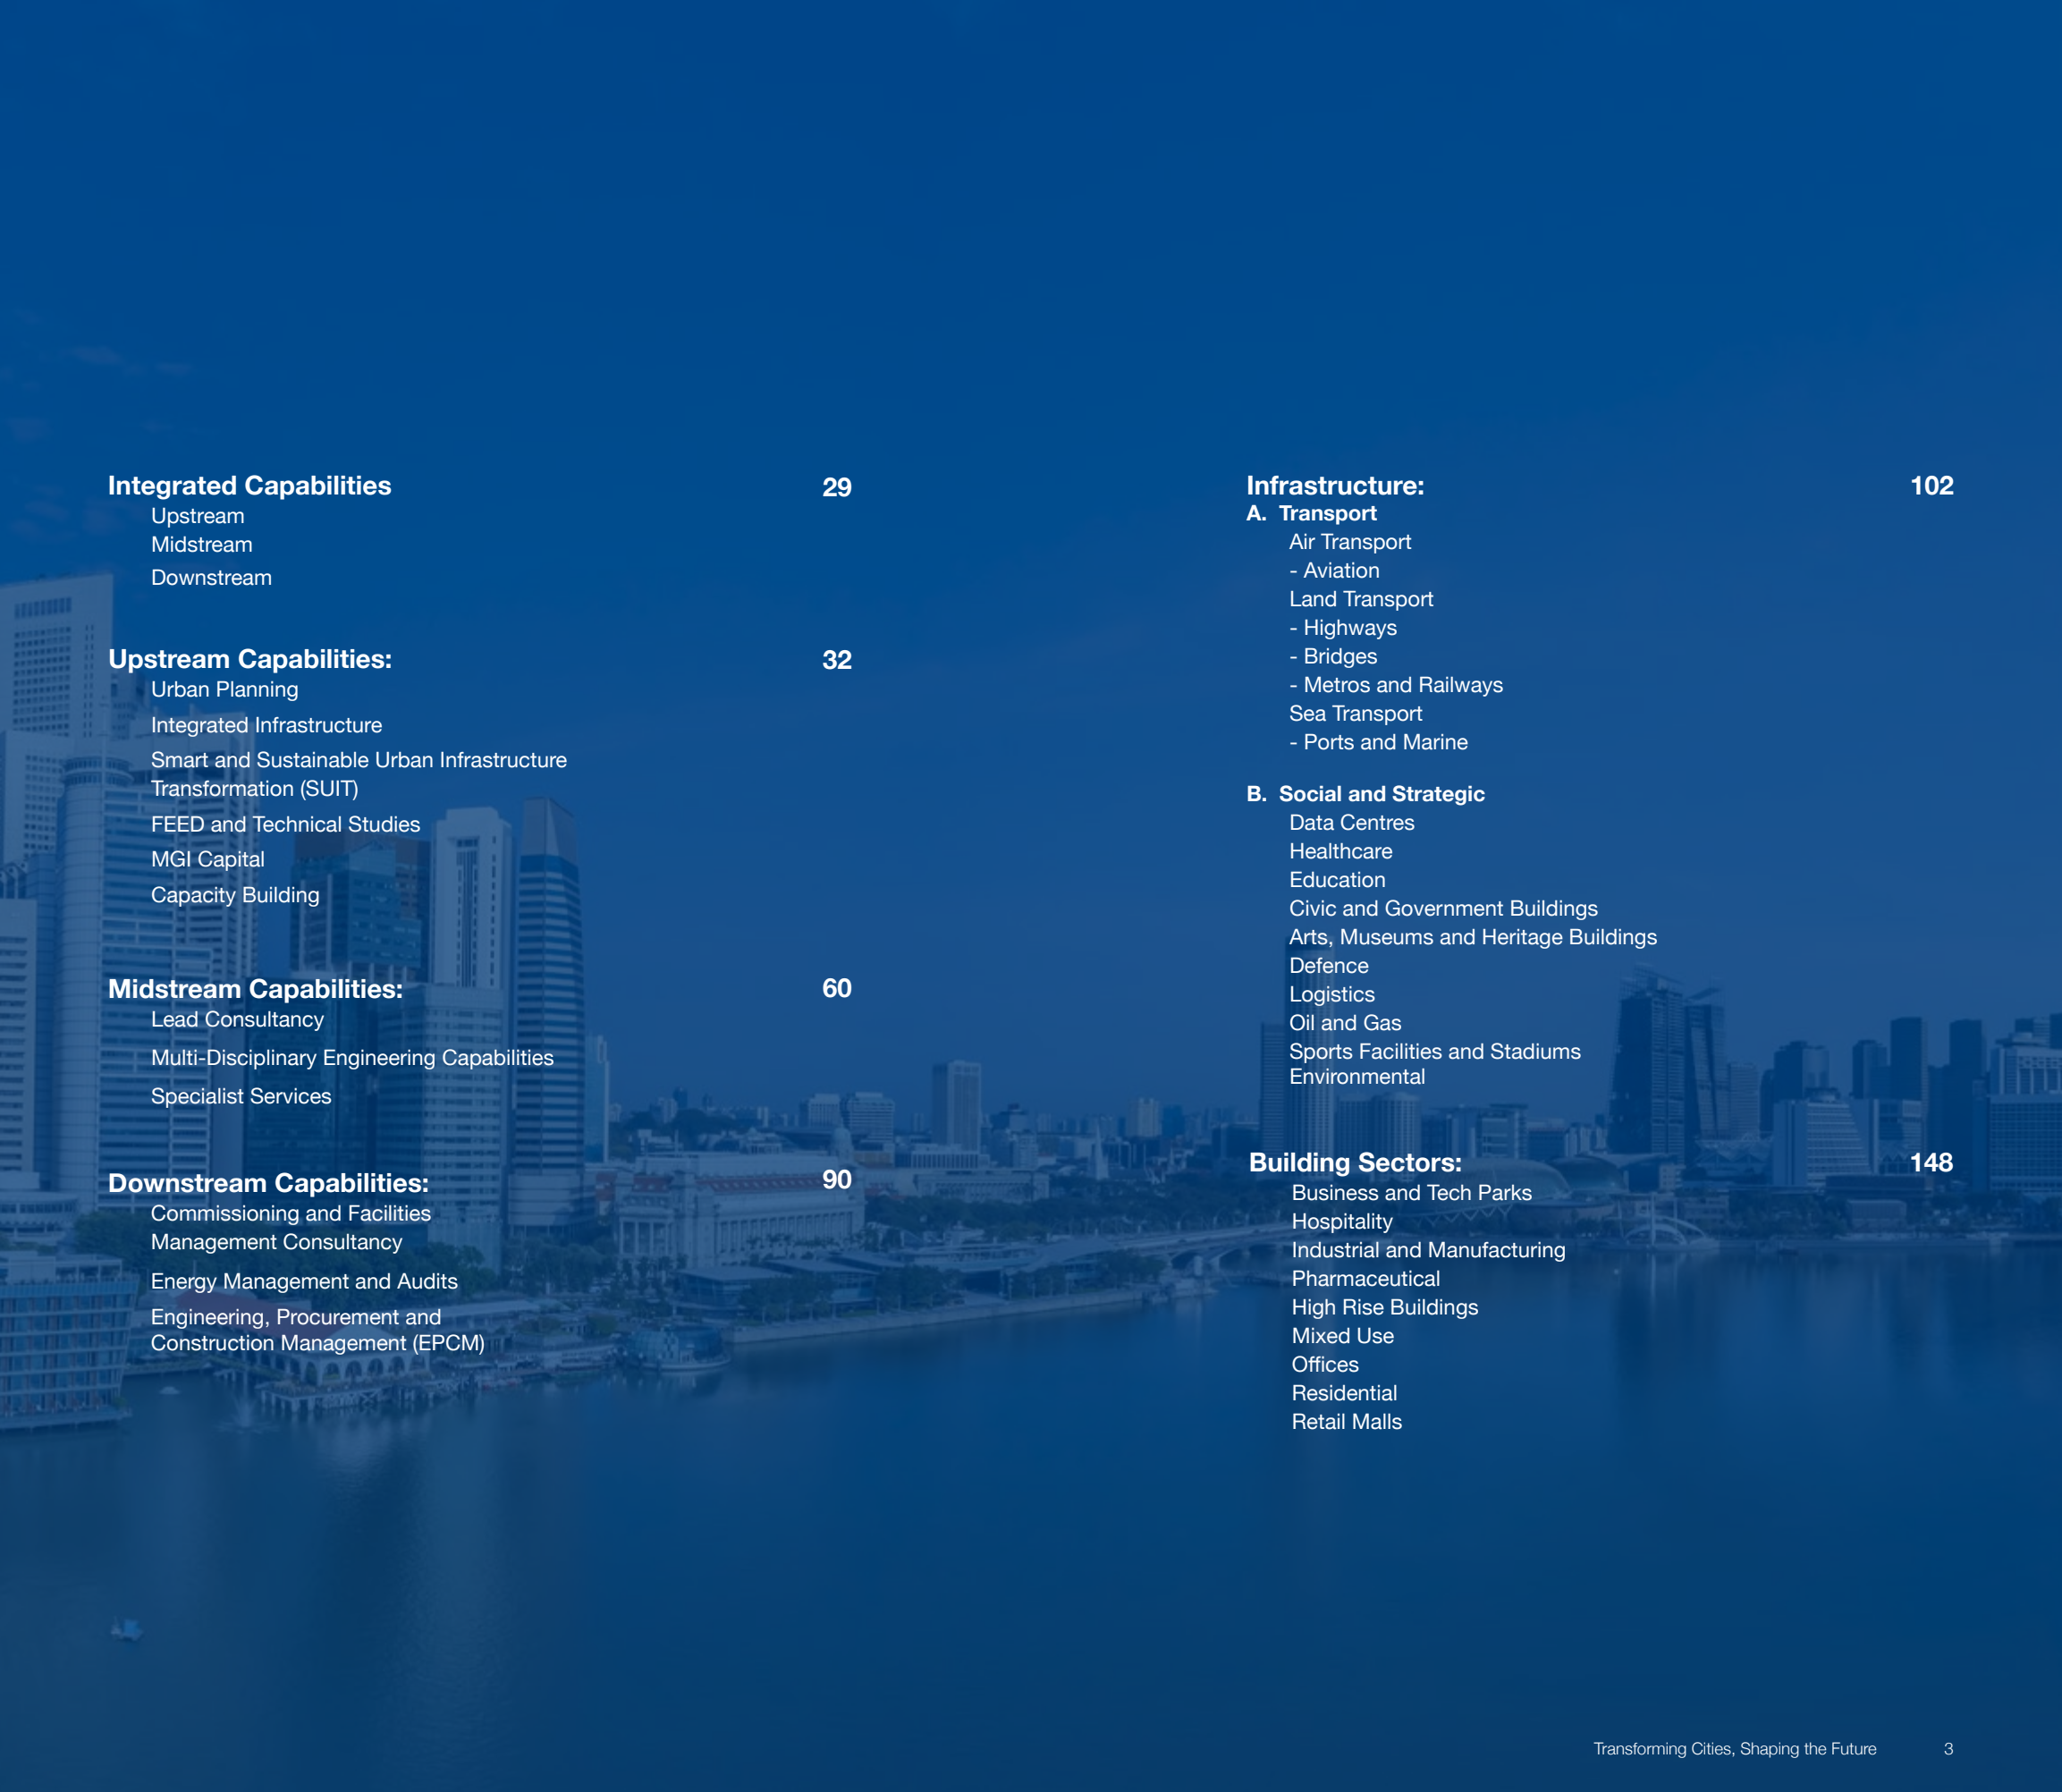 Integrated Capabilities 29
Upstream
Midstream
Downstream
Upstream Capabilities: 32
Urban Planning
Integrated Infrastructure
Smart and Sustainable Urban Infrastructure
Transformation (SUIT)
FEED and Technical Studies
MGI Capital
Capacity Building
Midstream Capabilities: 60
Lead Consultancy
Multi-Disciplinary Engineering Capabilities
Specialist Services
Downstream Capabilities: 90
Commissioning and Facilities
Management Consultancy
Energy Management and Audits
Engineering, Procurement and
Construction Management (EPCM)
Infrastructure: 102
A. Transport
Air Transport
- Aviation
Land Transport
- Highways
- Bridges
- Metros and Railways
Sea Transport
- Ports and Marine
B. Social and Strategic
Data Centres
Healthcare
Education
Civic and Government Buildings
Arts, Museums and Heritage Buildings
Defence
Logistics
Oil and Gas
Sports Facilities and Stadiums
Environmental
Building Sectors: 148
Business and Tech Parks
Hospitality
Industrial and Manufacturing
Pharmaceutical
High Rise Buildings
Mixed Use
Offices
Residential
Retail Malls
Transforming Cities, Shaping the Future 3